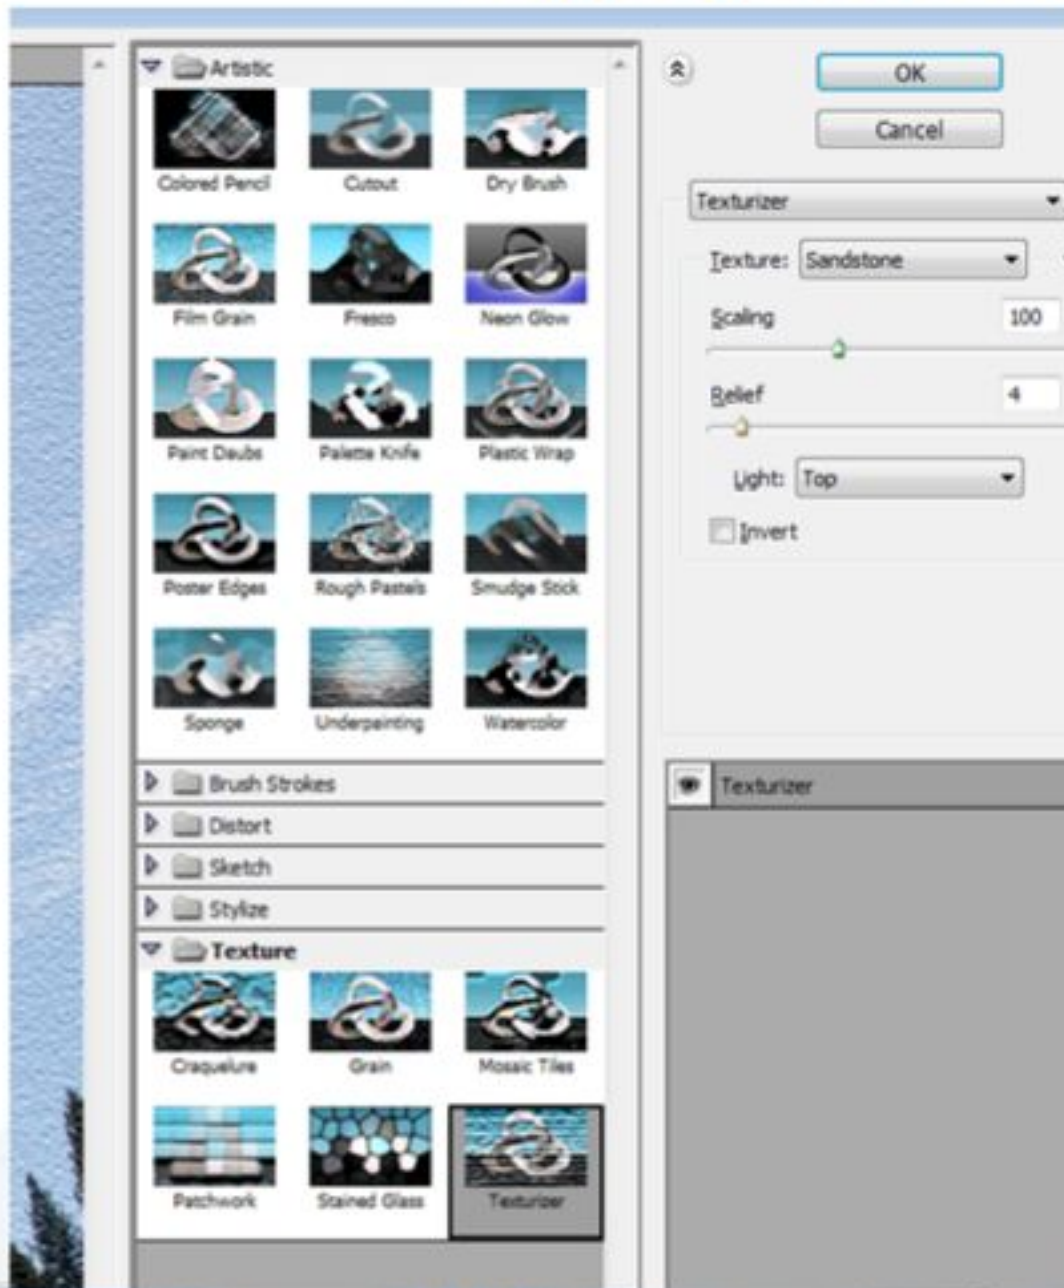 Artistic
Colored Pencil Cutout Dry Brush
Film Grain Fresco Neon Glow
Paint Daubs Palette Knife Plastic Wrap
Poster Edges Rough Pastels Smudge Stick
Sponge Underpainting Watercolor
Brush Strokes
Distort
Sketch
Stylize
Texture
Craquelure Grain Mosaic Tiles
Patchwork Stained Glass Texturizer
OK
Cancel
Texturizer
Texture: Sandstone
Scaling 100
Relief 4
Light: Top
Invert
Texturizer